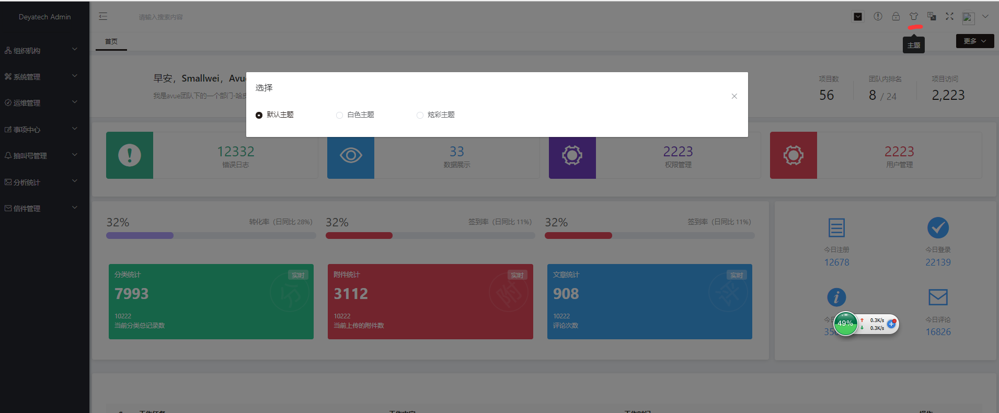 Deyatech Admin
请输入搜索内容
首页
主题
更多
组织机构
系统管理
运维管理
事项中心
抽叫号管理
分析统计
信件管理
早安，Smallwei，Avue
我是avue团队下的一个部门-哈皮
项目数
56
团队内排名
8 / 24
项目访问
2,223
选择
默认主题
白色主题
炫彩主题
12332
错误日志
33
数据展示
2223
权限管理
2223
用户管理
32%
转化率（日同比 28%）
32%
签到率（日同比 11%）
32%
签到率（日同比 11%）
分类统计
实时
7993
分
10222
当前分类总记录数
附件统计
实时
3112
附
10222
当前上传的附件数
文章统计
实时
908
评
10222
评论次数
今日注册
12678
今日登录
22139
今日
35
今日评论
16826
49%
0.3K/s
0.3K/s